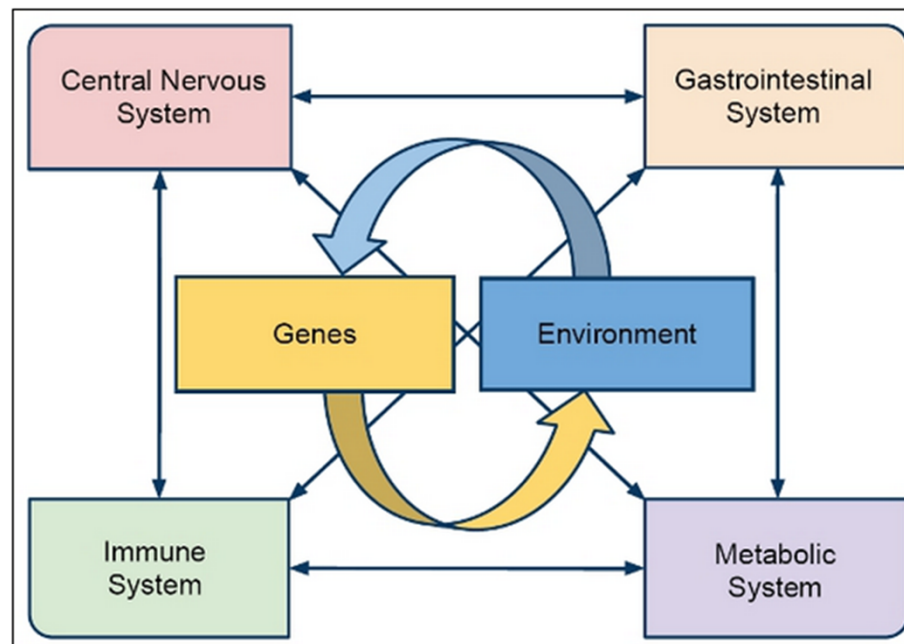 Central Nervous
System
Gastrointestinal
System
Genes
Environment
Immune
System
Metabolic
System